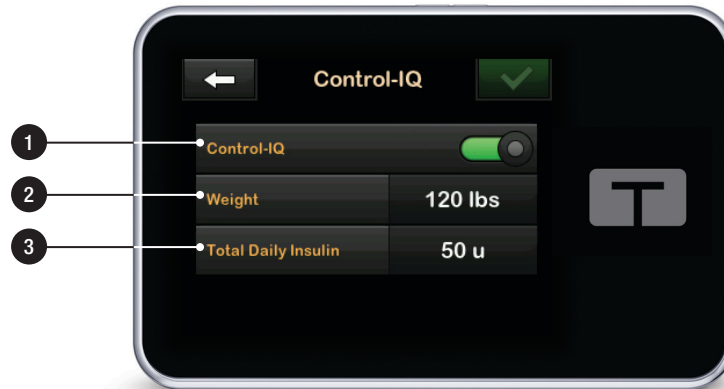 Control-IQ
1 Control-IQ
2 Weight 120 lbs
3 Total Daily Insulin 50 u